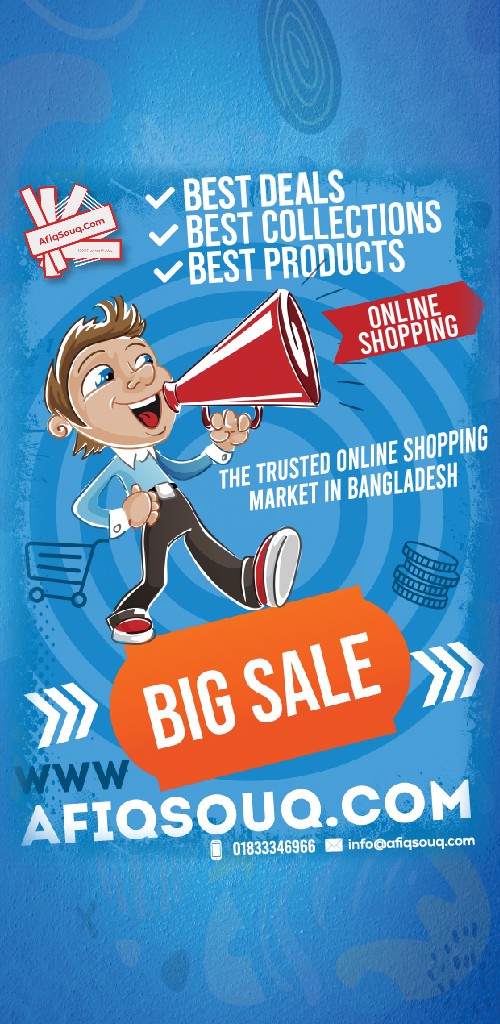 BEST DEALS
BEST COLLECTIONS
BEST PRODUCTS
AfiqSouq.Com
ONLINE
SHOPPING
THE TRUSTED ONLINE SHOPPING
MARKET IN BANGLADESH
BIG SALE
WWW
AFIQSOUQ.COM
01833346966 info@afiqsouq.com